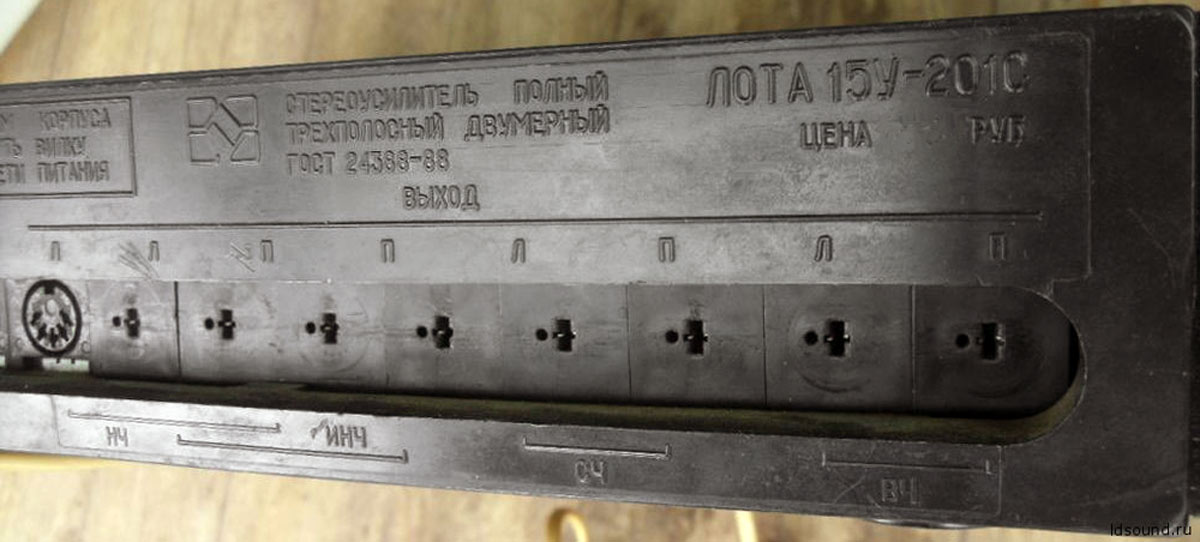 КОРПУСА
ВИЛКУ
ПИТАНИЯ
СТЕРЕОУСИЛИТЕЛЬ ПОЛНЫЙ
ТРЕХПОЛОСНЫЙ ДВУМЕРНЫЙ
ГОСТ 24388-88
ЛОТА 15У-201С
ЦЕНА РУБ
ВЫХОД
П Л П П Л П Л П
НЧ ИНЧ СЧ ВЧ
ldsound.ru